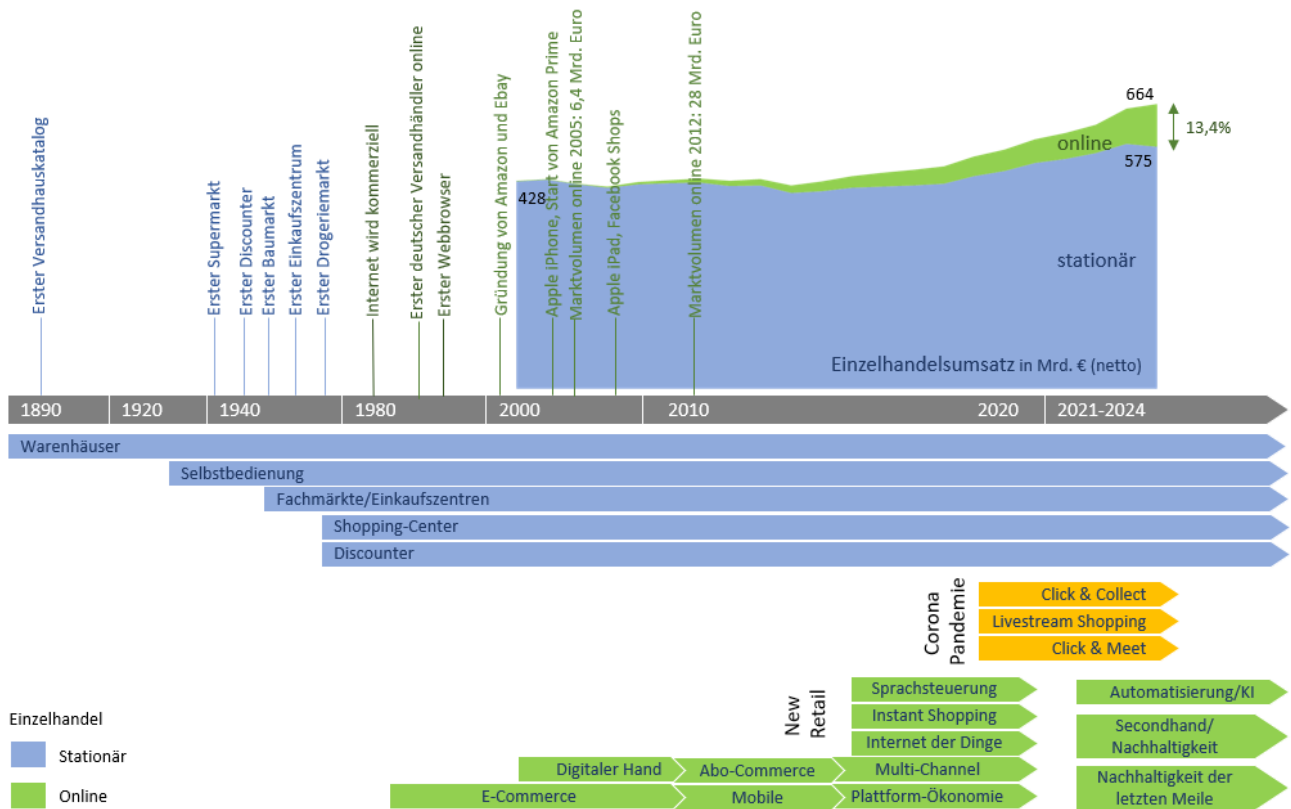 Erster Versandhauskatalog
Erster Supermarkt
Erster Discounter
Erster Baumarkt
Erster Einkaufszentrum
Erster Drogeriemarkt
Internet wird kommerziell
Erster deutscher Versandhändler online
Erster Webbrowser
Gründung von Amazon und Ebay
Apple iPhone, Start von Amazon Prime
Marktvolumen online 2005: 6,4 Mrd. Euro
Apple iPad, Facebook Shops
Marktvolumen online 2012: 28 Mrd. Euro
664
13,4%
online
575
428
stationär
Einzelhandelsumsatz in Mrd. € (netto)
1890 1920 1940 1980 2000 2010 2020 2021-2024
Warenhäuser
Selbstbedienung
Fachmärkte/Einkaufszentren
Shopping-Center
Discounter
Corona
Pandemie
Click & Collect
Livestream Shopping
Click & Meet
New
Retail
Sprachsteuerung
Instant Shopping
Internet der Dinge
Digitaler Hand Abo-Commerce Multi-Channel
E-Commerce Mobile Plattform-Ökonomie
Automatisierung/KI
Secondhand/
Nachhaltigkeit
Nachhaltigkeit der
letzten Meile
Einzelhandel
Stationär
Online